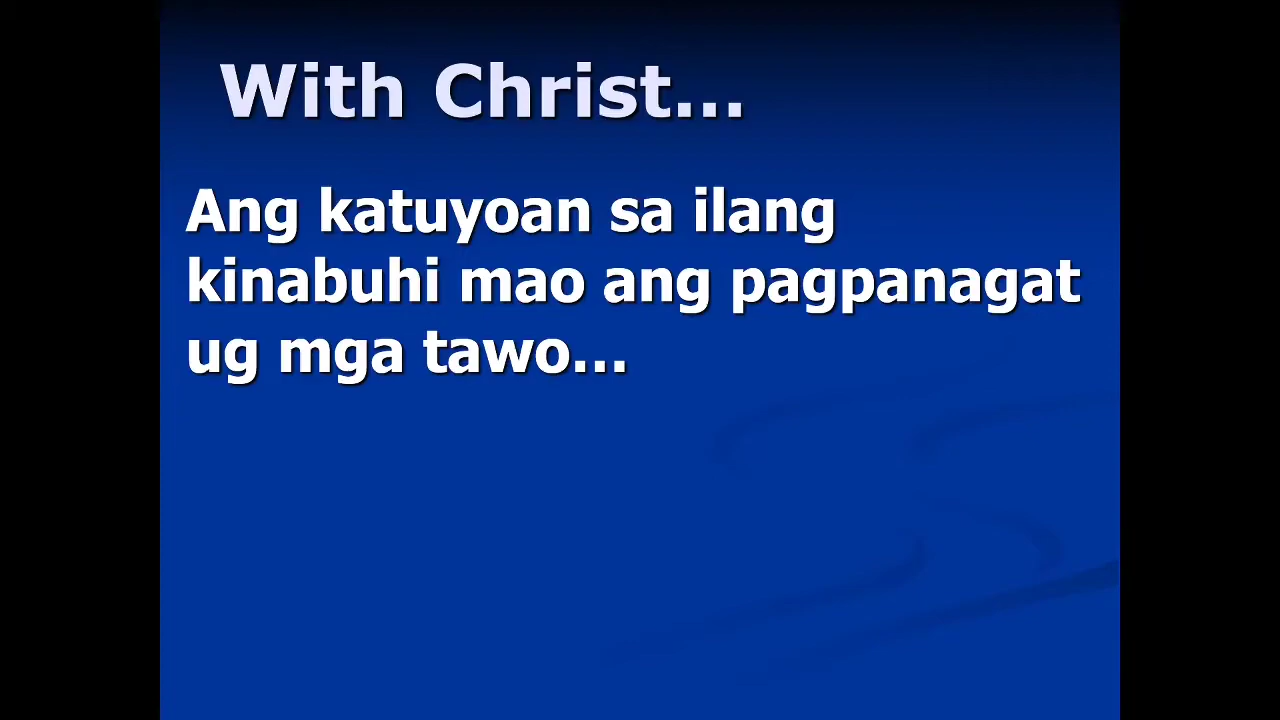 With Christ...
Ang katuyoan sa ilang
kinabuhi mao ang pagpanagat
ug mga tawo...